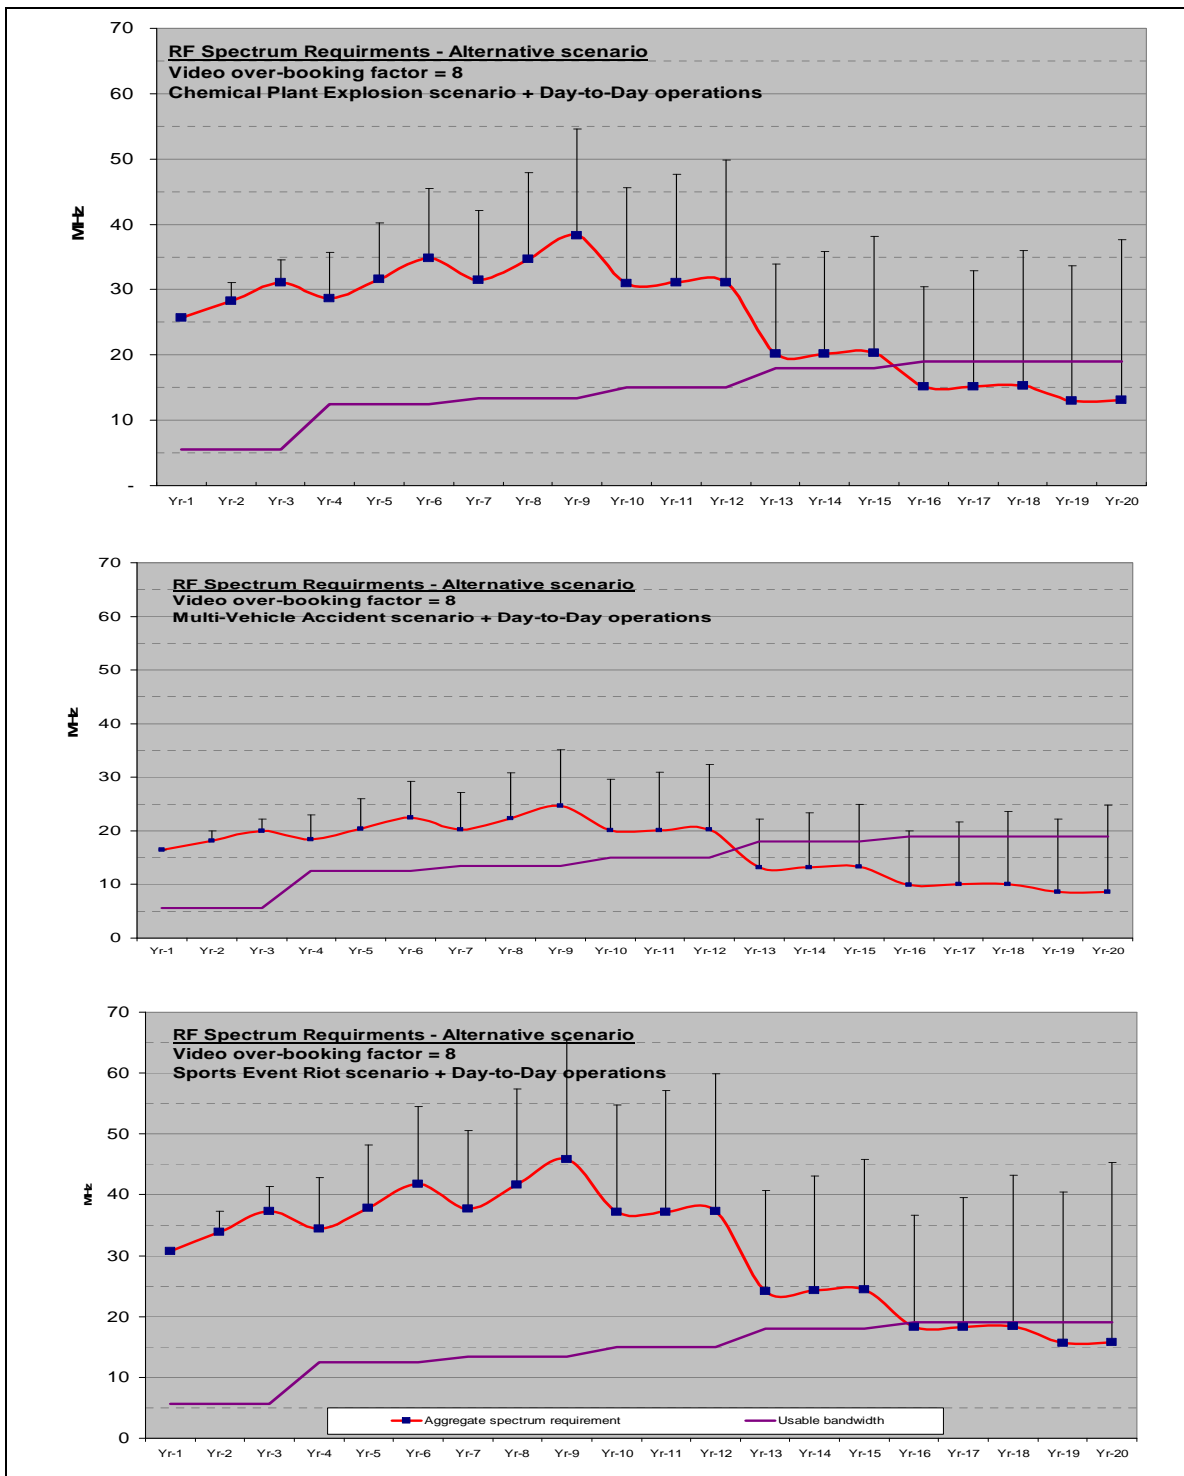 70
RF Spectrum Requirments - Alternative scenario
Video over-booking factor = 8
60
Chemical Plant Explosion scenario + Day-to-Day operations
50
40
MHz
30
20
10
-
Yr-1 Yr-2 Yr-3 Yr-4 Yr-5 Yr-6 Yr-7 Yr-8 Yr-9 Yr-10 Yr-11 Yr-12 Yr-13 Yr-14 Yr-15 Yr-16 Yr-17 Yr-18 Yr-19 Yr-20
70
RF Spectrum Requirments - Alternative scenario
Video over-booking factor = 8
60
Multi-Vehicle Accident scenario + Day-to-Day operations
50
40
MHz
30
20
10
0
Yr-1 Yr-2 Yr-3 Yr-4 Yr-5 Yr-6 Yr-7 Yr-8 Yr-9 Yr-10 Yr-11 Yr-12 Yr-13 Yr-14 Yr-15 Yr-16 Yr-17 Yr-18 Yr-19 Yr-20
70
RF Spectrum Requirments - Alternative scenario
Video over-booking factor = 8
60
Sports Event Riot scenario + Day-to-Day operations
50
40
MHz
30
20
10
Aggregate spectrum requirement Usable bandwidth
0
Yr-1 Yr-2 Yr-3 Yr-4 Yr-5 Yr-6 Yr-7 Yr-8 Yr-9 Yr-10 Yr-11 Yr-12 Yr-13 Yr-14 Yr-15 Yr-16 Yr-17 Yr-18 Yr-19 Yr-20